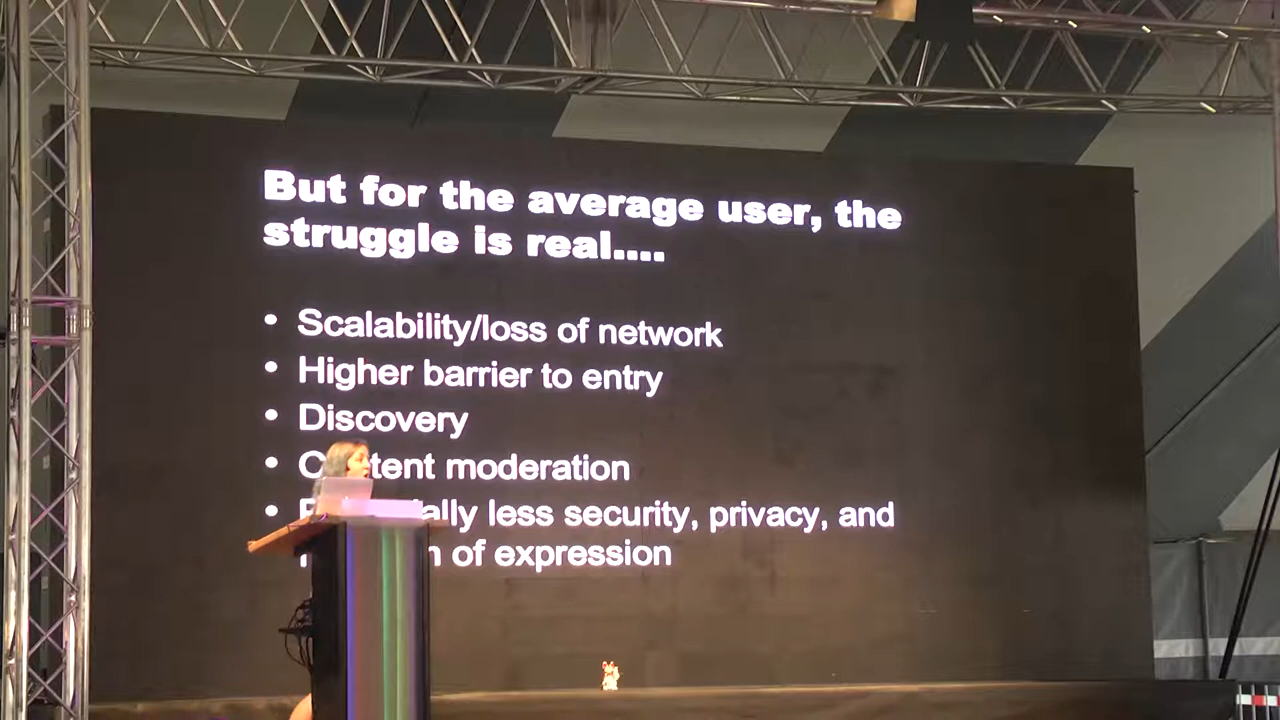 But for the average user, the
struggle is real....
• Scalability/loss of network
• Higher barrier to entry
• Discovery
• Content moderation
• less security, privacy, and
of expression